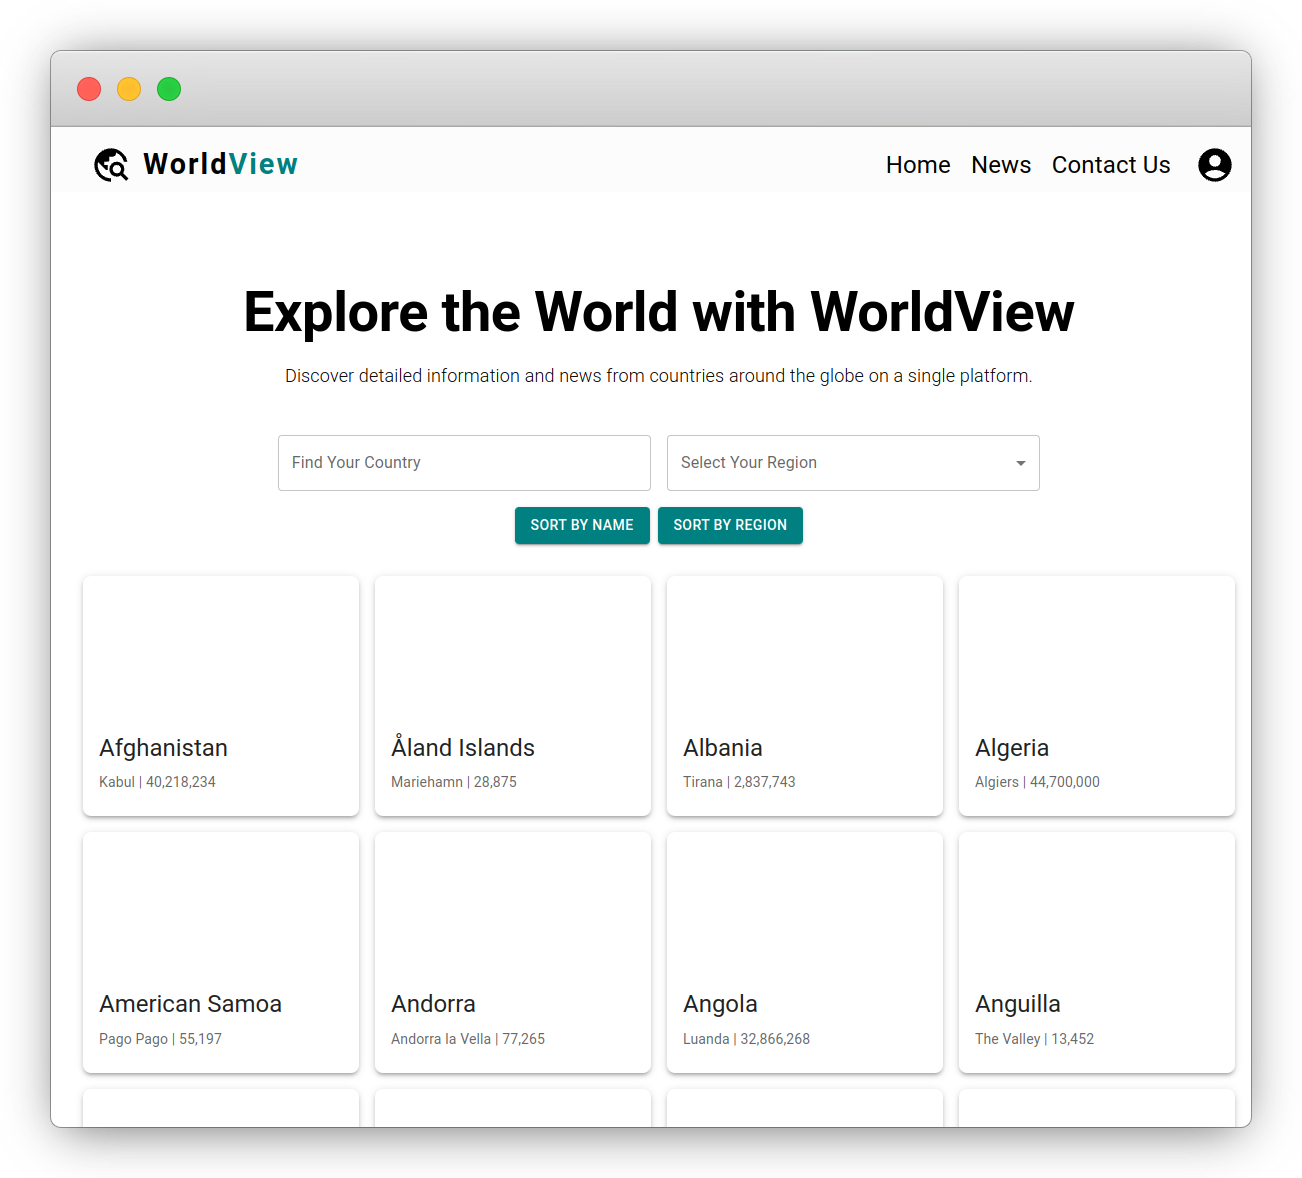 WorldView
Home News Contact Us
Explore the World with WorldView
Discover detailed information and news from countries around the globe on a single platform.
Find Your Country
Select Your Region
SORT BY NAME
SORT BY REGION
Afghanistan
Kabul | 40,218,234
Åland Islands
Mariehamn | 28,875
Albania
Tirana | 2,837,743
Algeria
Algiers | 44,700,000
American Samoa
Pago Pago | 55,197
Andorra
Andorra la Vella | 77,265
Angola
Luanda | 32,866,268
Anguilla
The Valley | 13,452